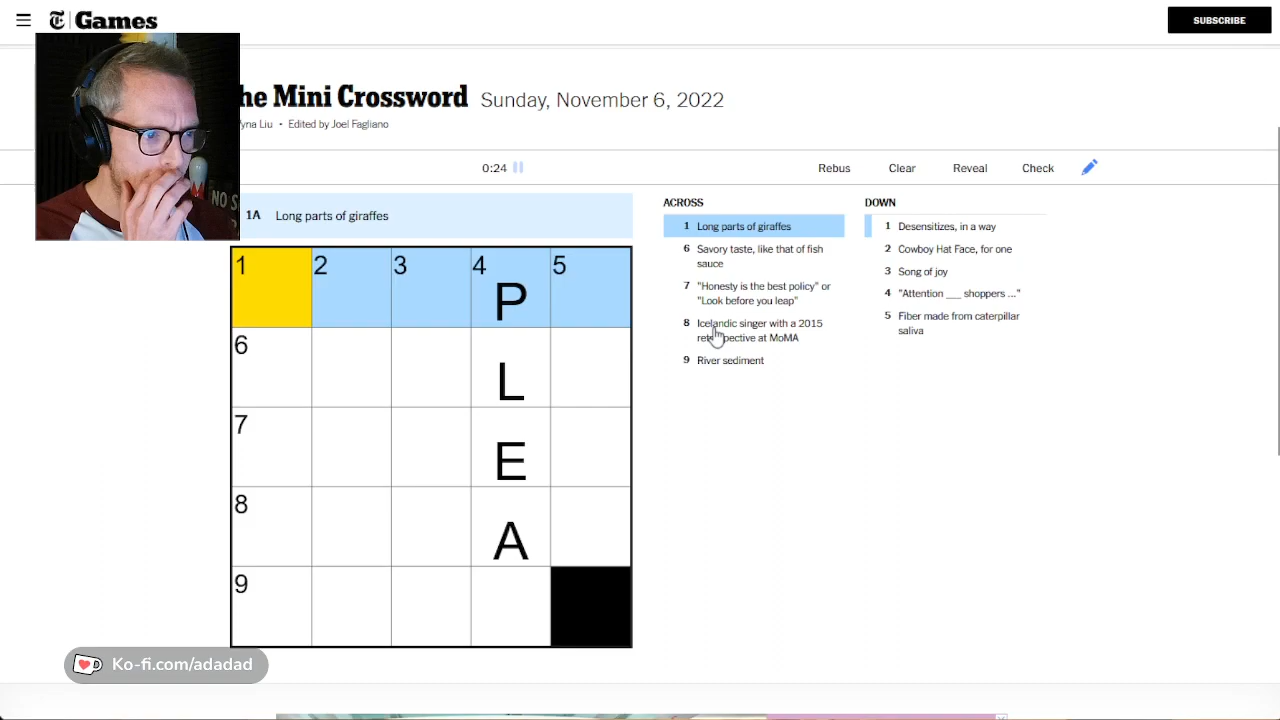 Games
SUBSCRIBE
he Mini Crossword Sunday, November 6, 2022
yna Liu • Edited by Joel Fagliano
0:24
Rebus Clear Reveal Check
NO S
1A Long parts of giraffes
1 2 3 4 5
P
6
L
7
E
8
A
9
ACROSS
1 Long parts of giraffes
6 Savory taste, like that of fish
sauce
7 "Honesty is the best policy" or
"Look before you leap"
8 Icelandic singer with a 2015
retrospective at MoMA
9 River sediment
DOWN
1 Desensitizes, in a way
2 Cowboy Hat Face, for one
3 Song of joy
4 "Attention ___ shoppers ..."
5 Fiber made from caterpillar
saliva
Ko-fi.com/adadad